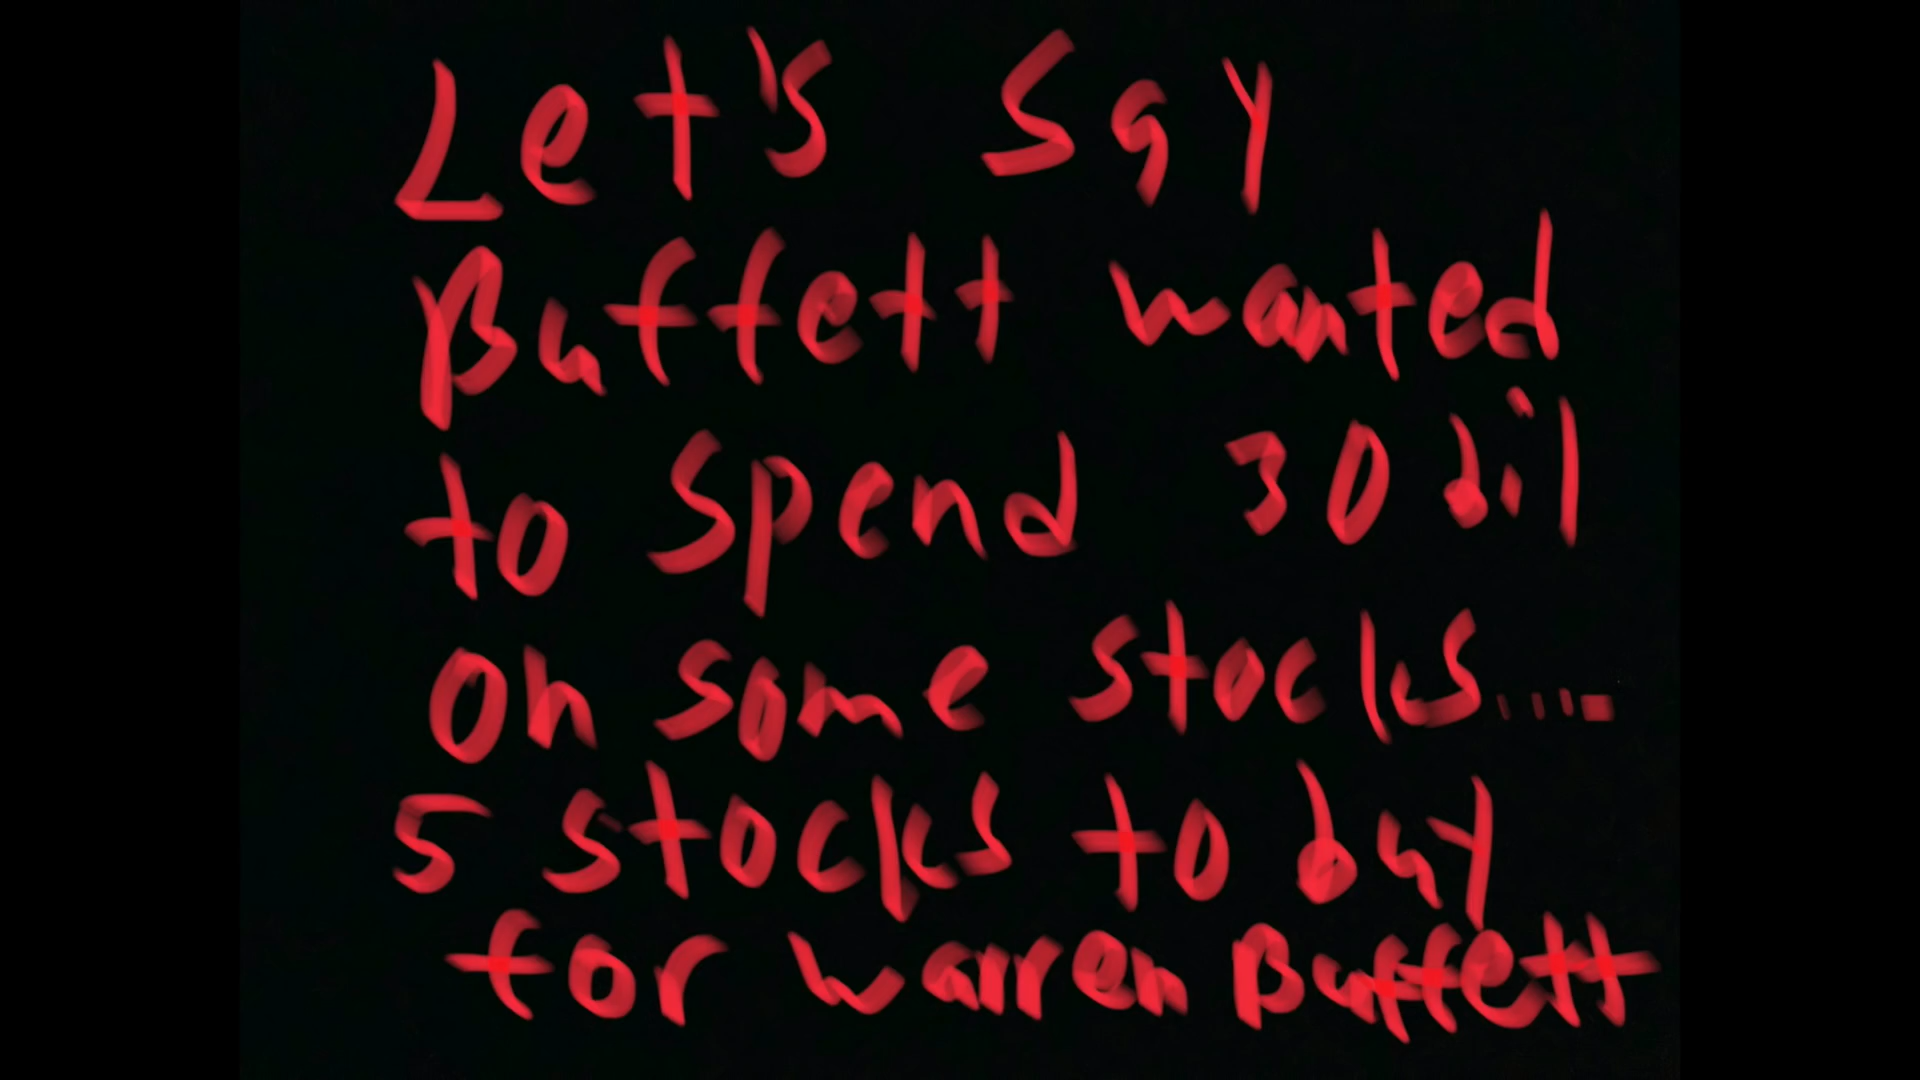 Let's say
Buffett wanted
to spend 30 bil
on some stocks.....
5 stocks to buy
for Warren Buffett